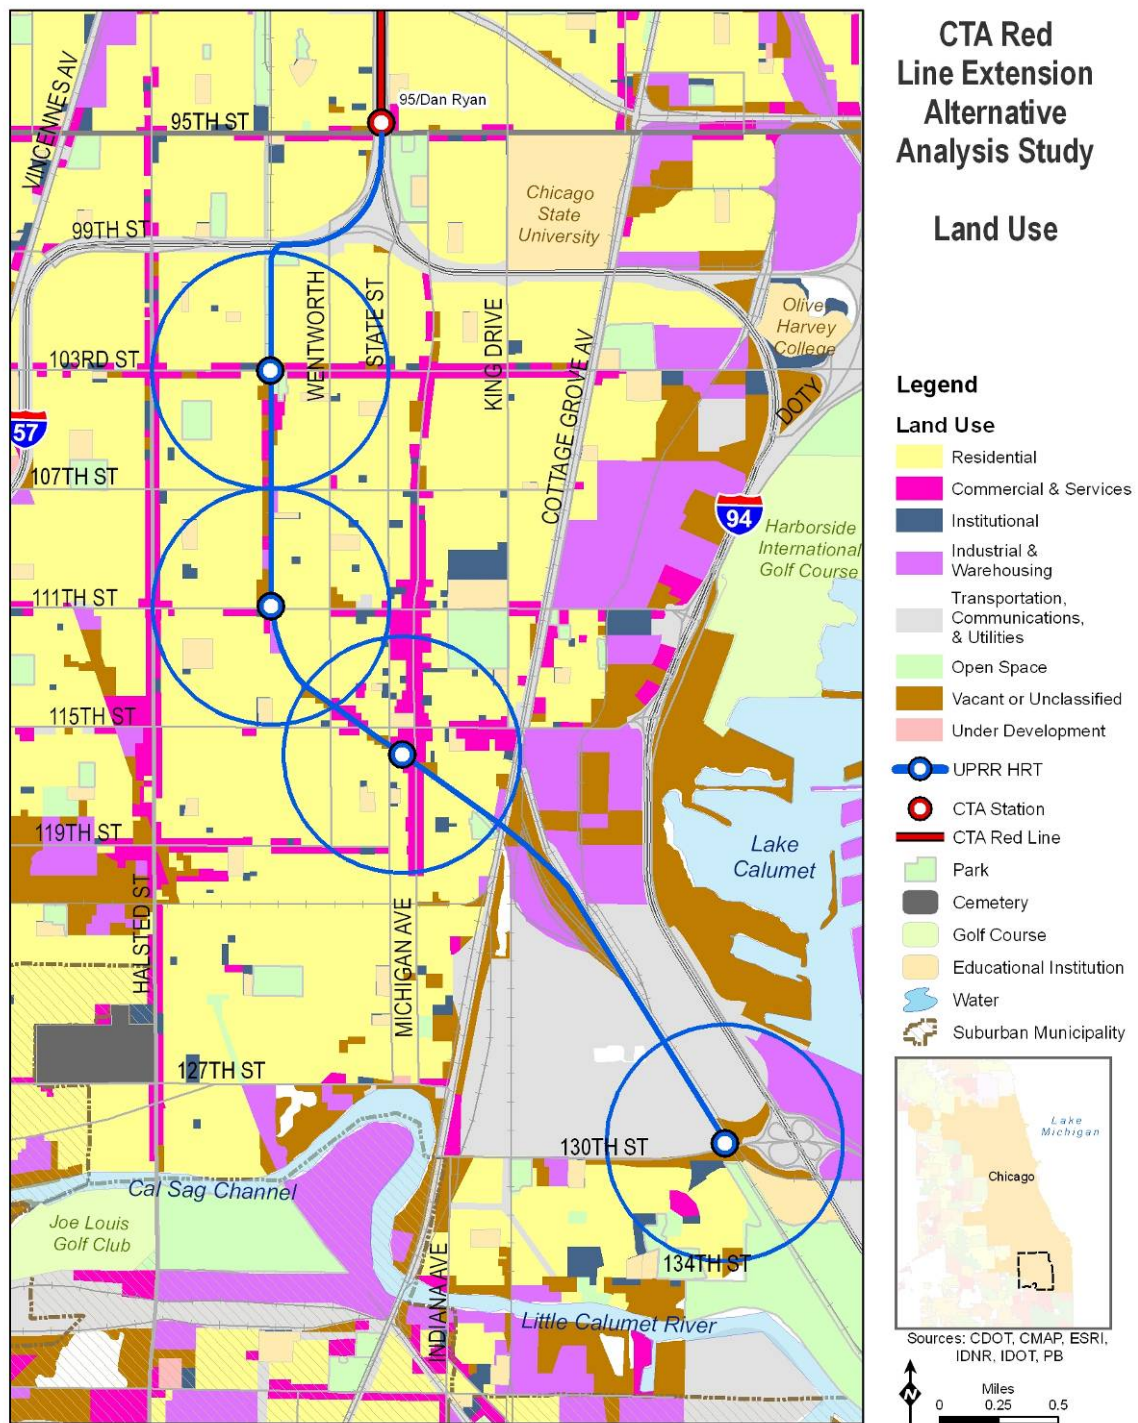 CTA Red
Line Extension
Alternative
Analysis Study
Land Use
VINCENNES AV
95/Dan Ryan
95TH ST
Chicago
State
University
99TH ST
WENTWORTH
STATE ST
KING DRIVE
COTTAGE GROVE AV
Olive
Harvey
College
103RD ST
DOTY
57
107TH ST
94
Harborside
International
Golf Course
111TH ST
115TH ST
119TH ST
Lake
Calumet
HALSTED ST
MICHIGAN AVE
127TH ST
130TH ST
Cal Sag Channel
Joe Louis
Golf Club
134TH ST
INDIANA AVE
Little Calumet River
Legend
Land Use
Residential
Commercial & Services
Institutional
Industrial &
Warehousing
Transportation,
Communications,
& Utilities
Open Space
Vacant or Unclassified
Under Development
UPRR HRT
CTA Station
CTA Red Line
Park
Cemetery
Golf Course
Educational Institution
Water
Suburban Municipality
Lake
Michigan
Chicago
Sources: CDOT, CMAP, ESRI,
IDNR, IDOT, PB
N
Miles
0 0.25 0.5